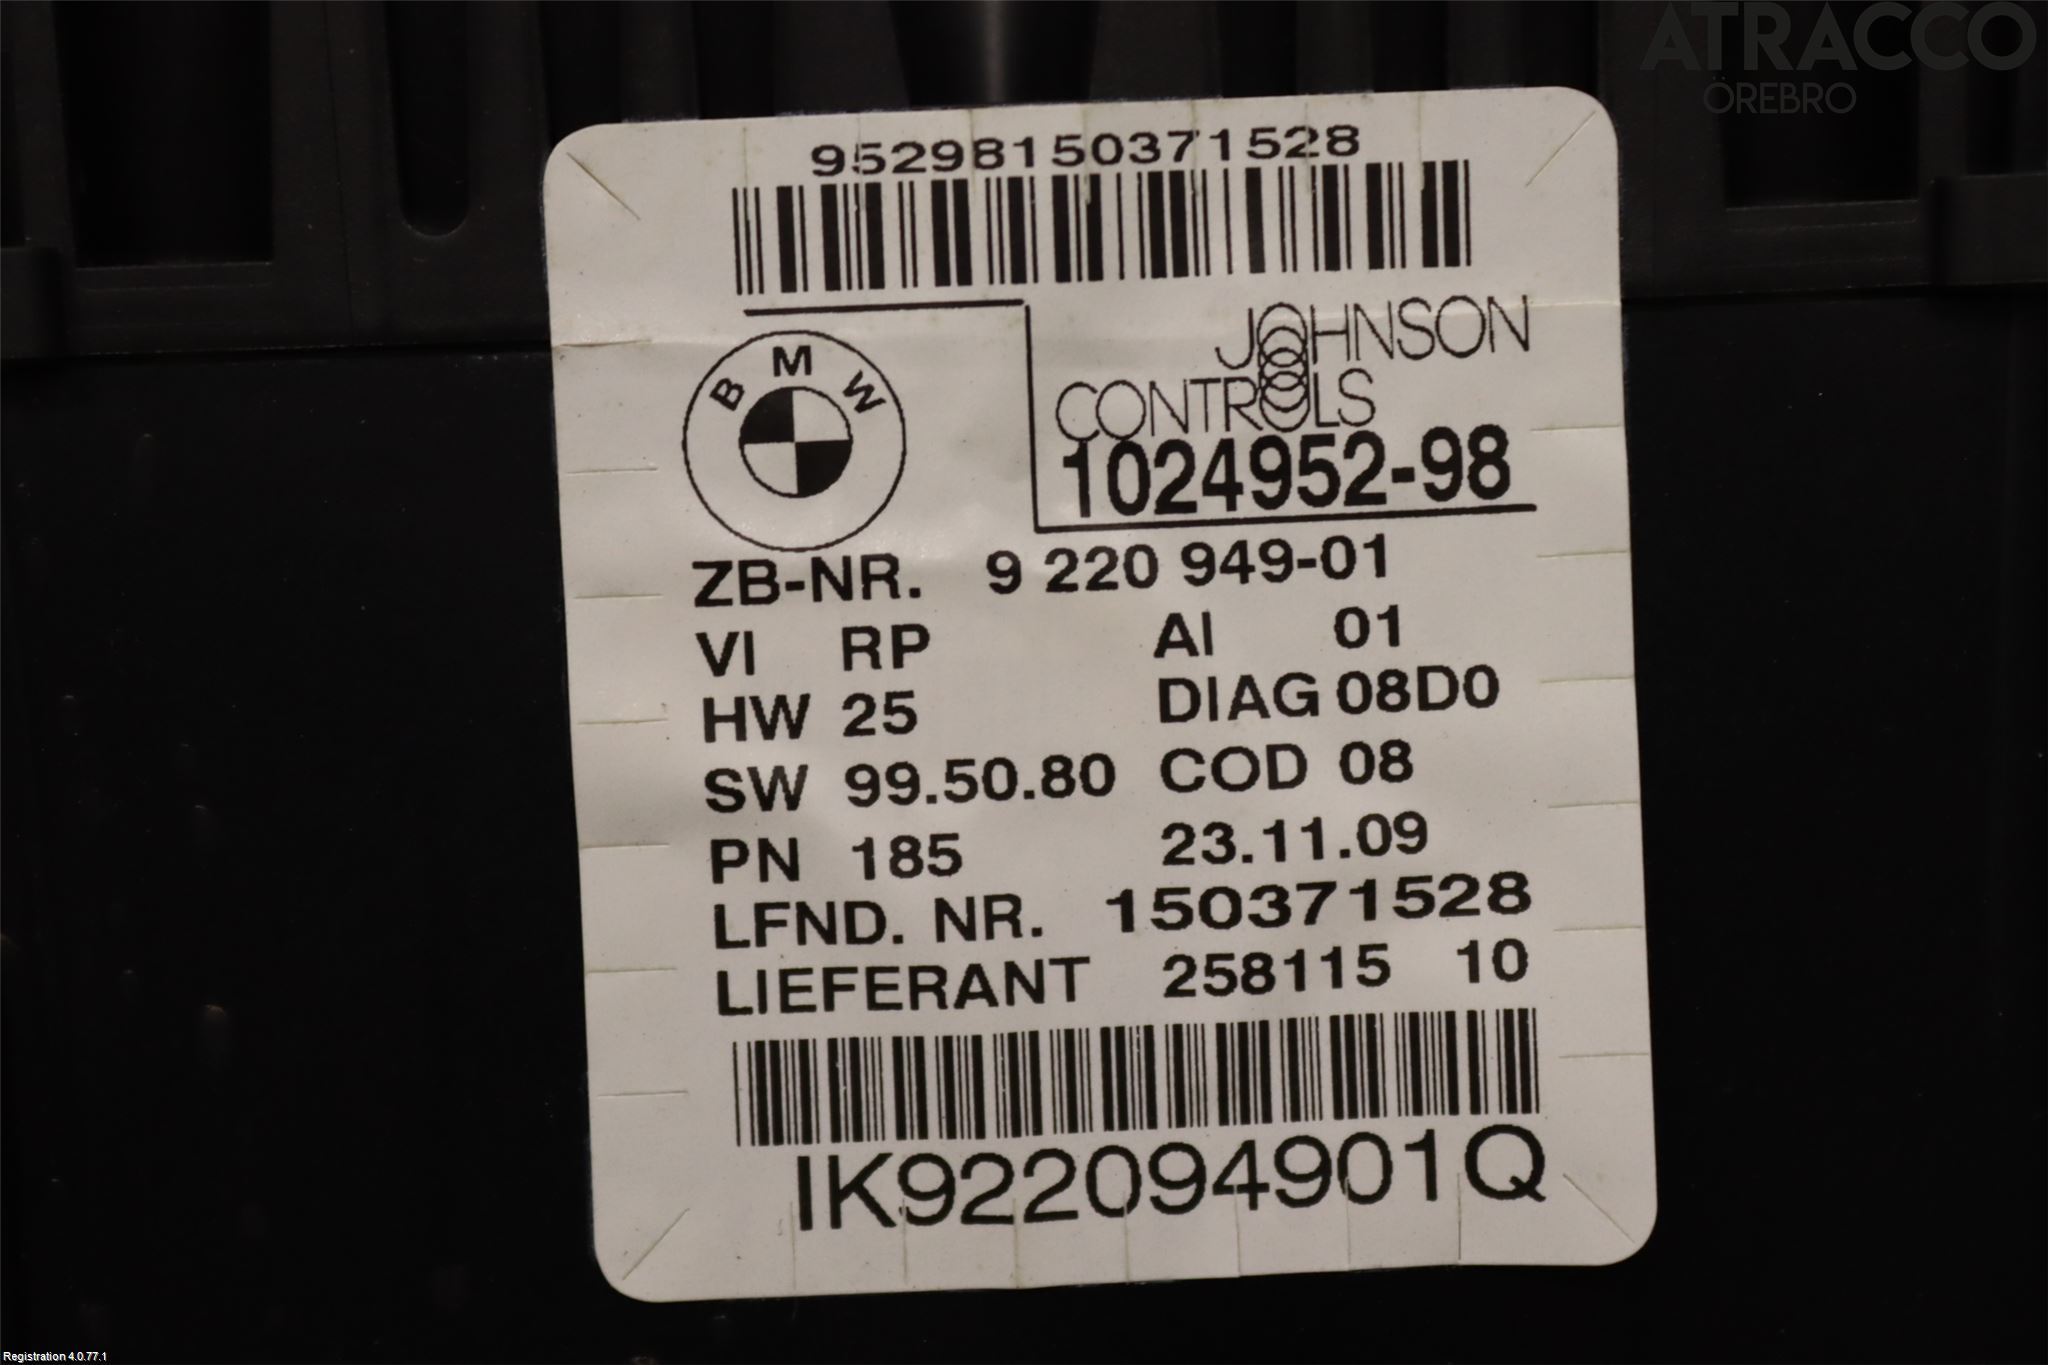 ATRACCO
ÖREBRO
95298150371528
BMW
JOHNSON
CONTROLS
1024952-98
ZB-NR. 9 220 949-01
VI RP AI 01
HW 25 DIAG 08D0
SW 99.50.80 COD 08
PN 185 23.11.09
LFND. NR. 150371528
LIEFERANT 258115 10
IK922094901Q
Registration 4.0.77.1